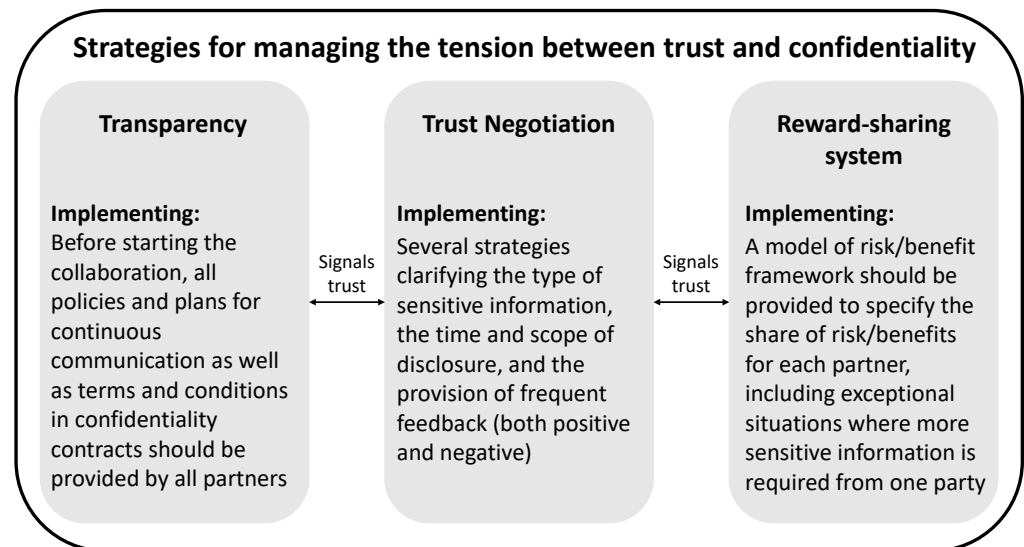 Strategies for managing the tension between trust and confidentiality
Transparency
Implementing:
Before starting the
collaboration, all
policies and plans for
continuous
communication as well
as terms and conditions
in confidentiality
contracts should be
provided by all partners
Signals
trust
Trust Negotiation
Implementing:
Several strategies
clarifying the type of
sensitive information,
the time and scope of
disclosure, and the
provision of frequent
feedback (both positive
and negative)
Signals
trust
Reward-sharing
system
Implementing:
A model of risk/benefit
framework should be
provided to specify the
share of risk/benefits
for each partner,
including exceptional
situations where more
sensitive information is
required from one party